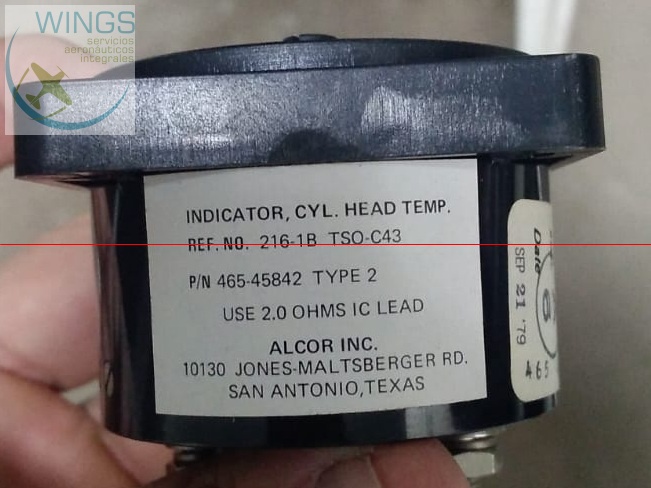 WINGS
servicios
aeronáuticos
integrales
INDICATOR, CYL. HEAD TEMP.
REF. NO. 216-1B TSO-C43
P/N 465-45842 TYPE 2
USE 2.0 OHMS IC LEAD
ALCOR INC.
10130 JONES-MALTSBERGER RD.
SAN ANTONIO, TEXAS
Date
SEP 21 '79
465